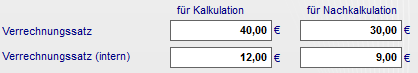 für Kalkulation für Nachkalkulation
Verrechnungssatz 40,00 € 30,00 €
Verrechnungssatz (intern) 12,00 € 9,00 €